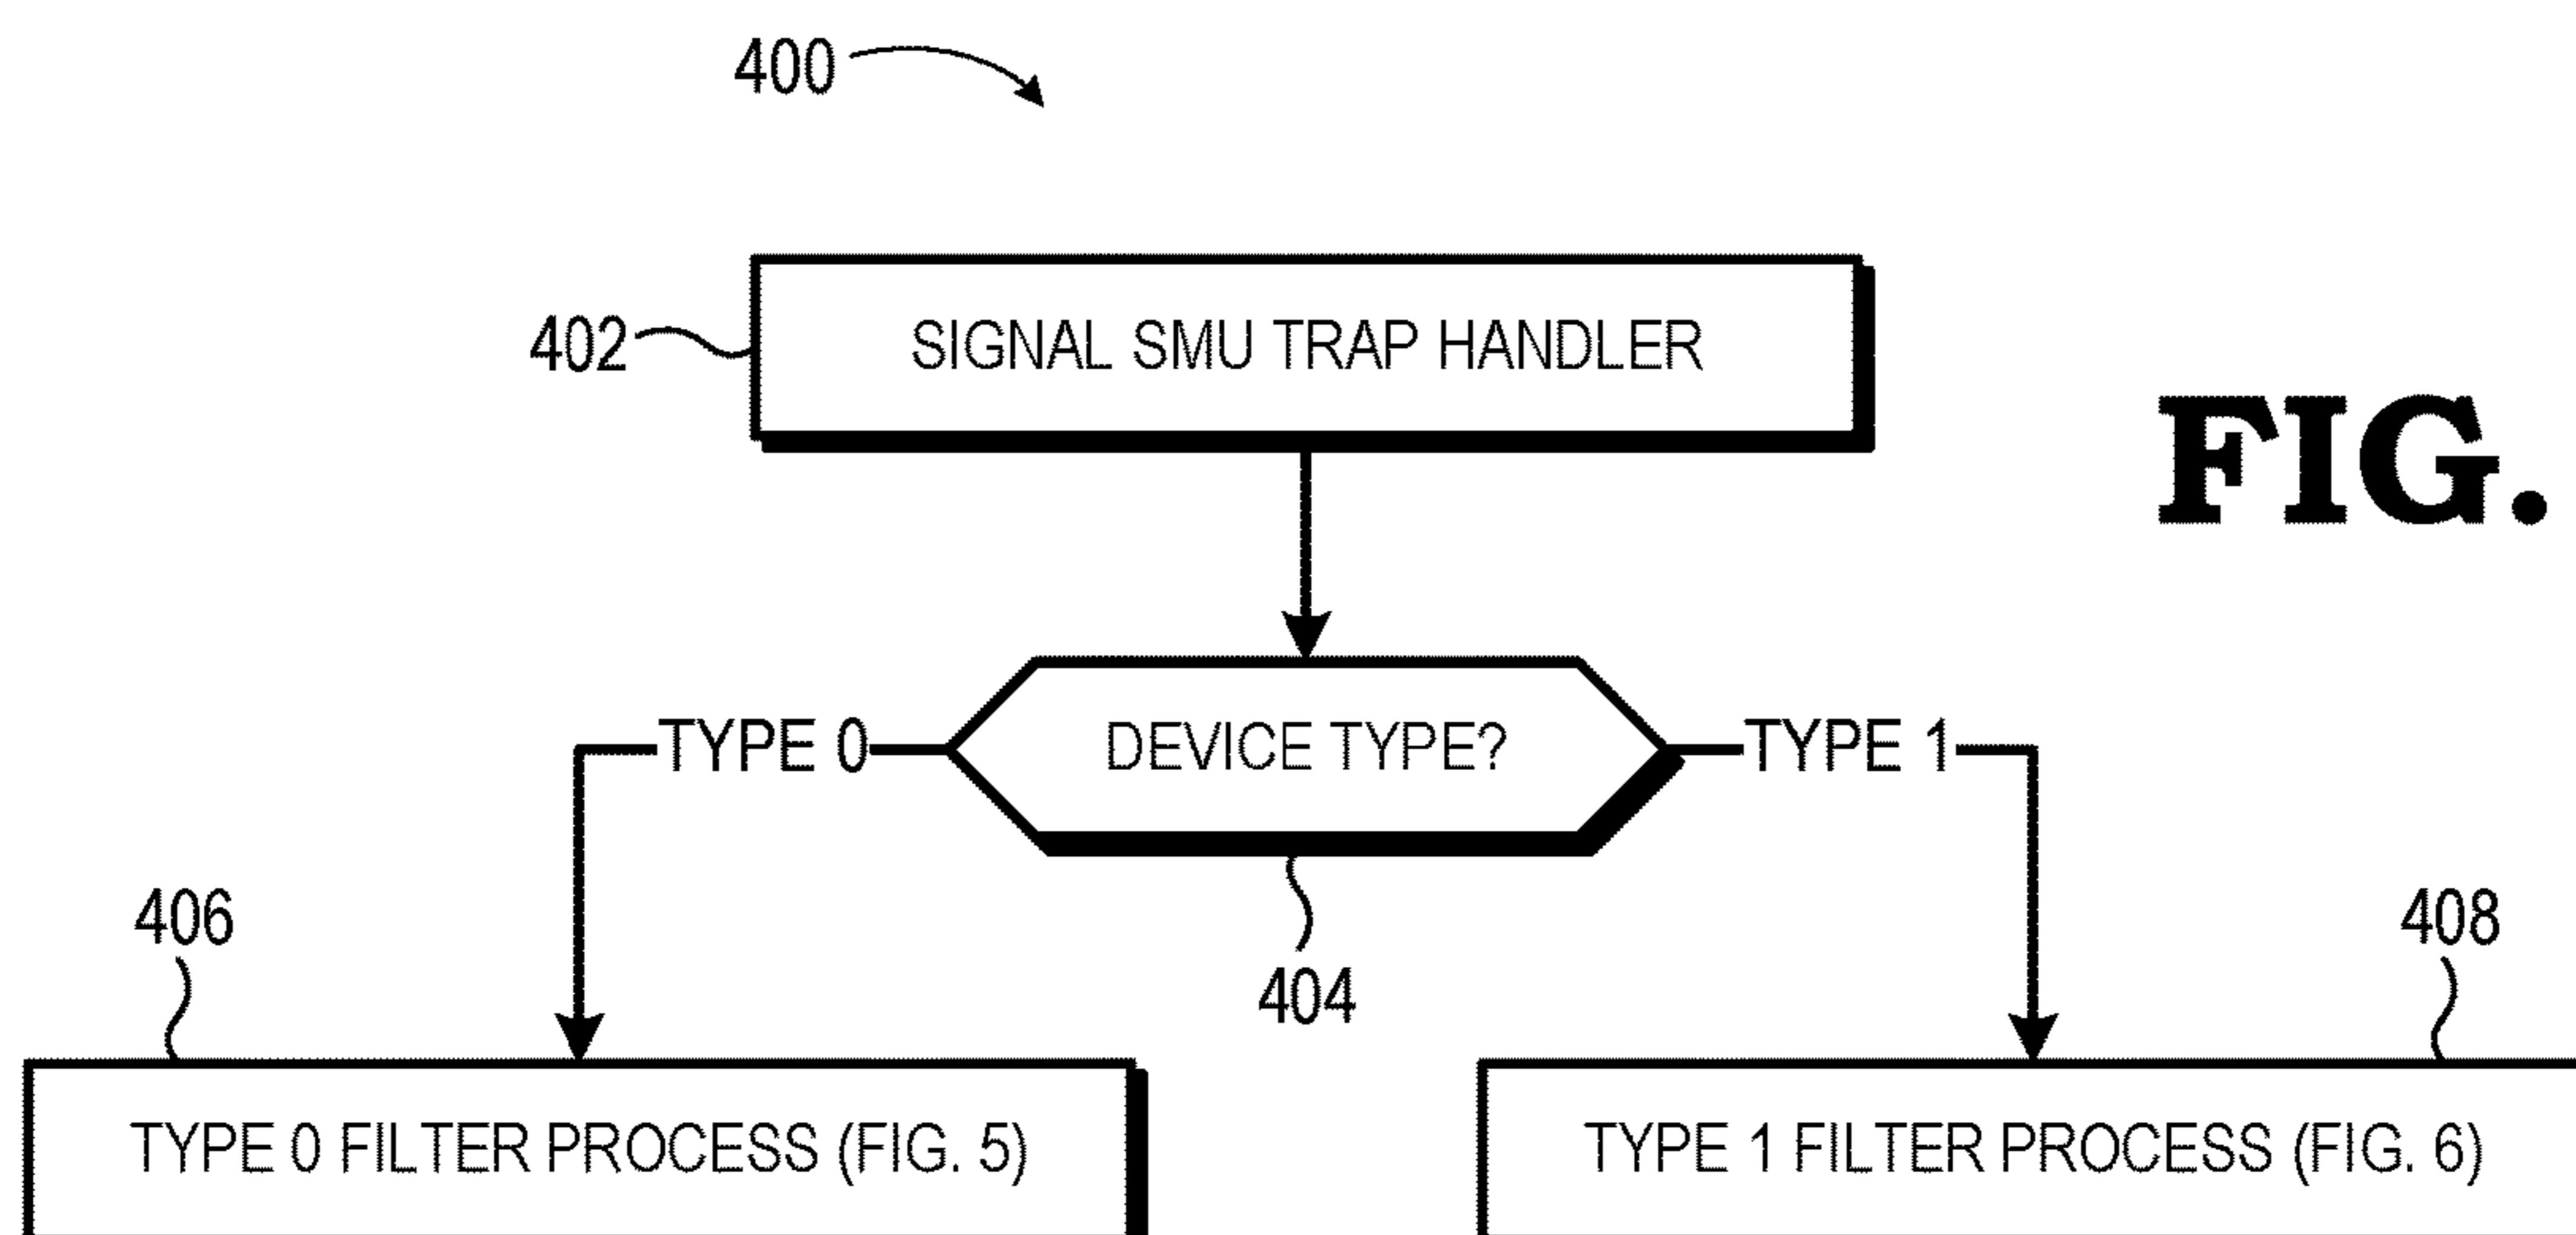 400
402
SIGNAL SMU TRAP HANDLER
FIG.
TYPE 0
DEVICE TYPE?
TYPE 1
406
404
408
TYPE 0 FILTER PROCESS (FIG. 5)
TYPE 1 FILTER PROCESS (FIG. 6)